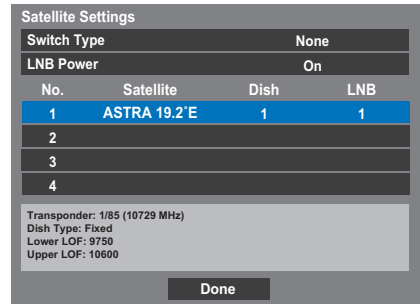 Satellite Settings
Switch Type None
LNB Power On
No. Satellite Dish LNB
1 ASTRA 19.2°E 1 1
2
3
4
Transponder: 1/85 (10729 MHz)
Dish Type: Fixed
Lower LOF: 9750
Upper LOF: 10600
Done